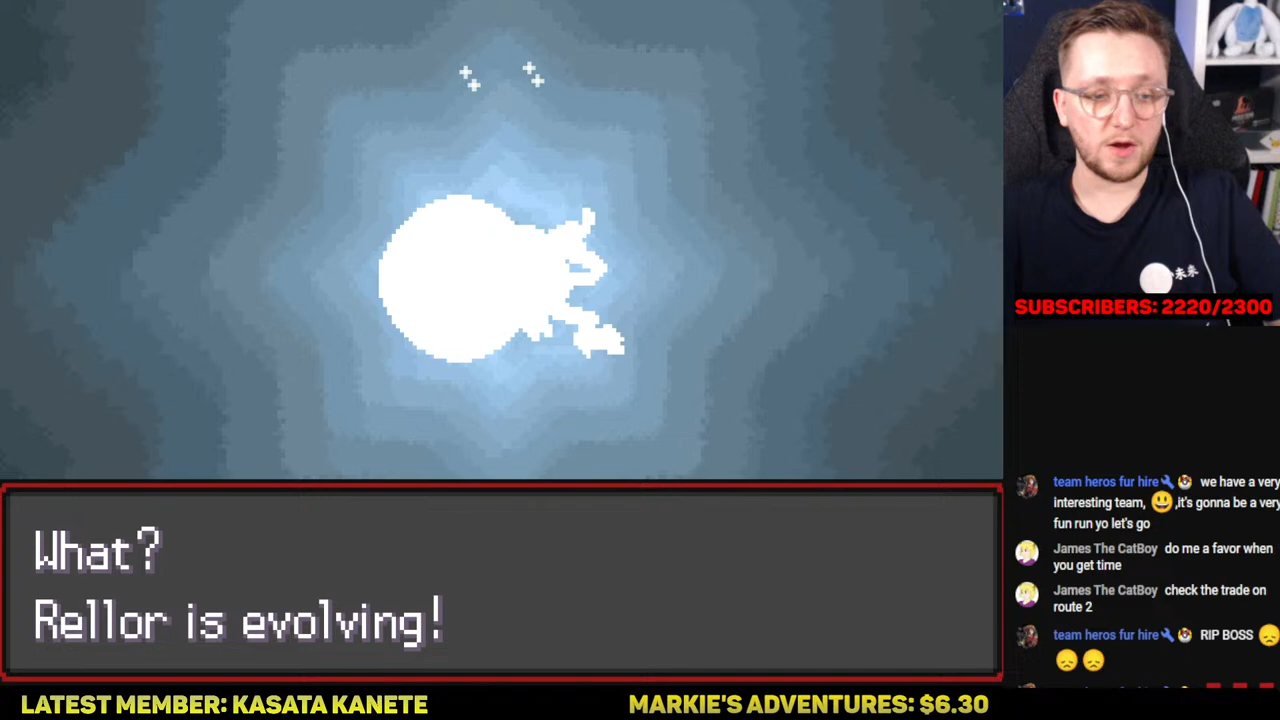 What?
Rellor is evolving!
未来
SUBSCRIBERS: 2220/2300
team heros fur hire we have a very
interesting team, ,it's gonna be a very
fun run yo let's go
James The CatBoy do me a favor when
you get time
James The CatBoy check the trade on
route 2
team heros fur hire RIP BOSS
LATEST MEMBER: KASATA KANETE
MARKIE'S ADVENTURES: $6.30